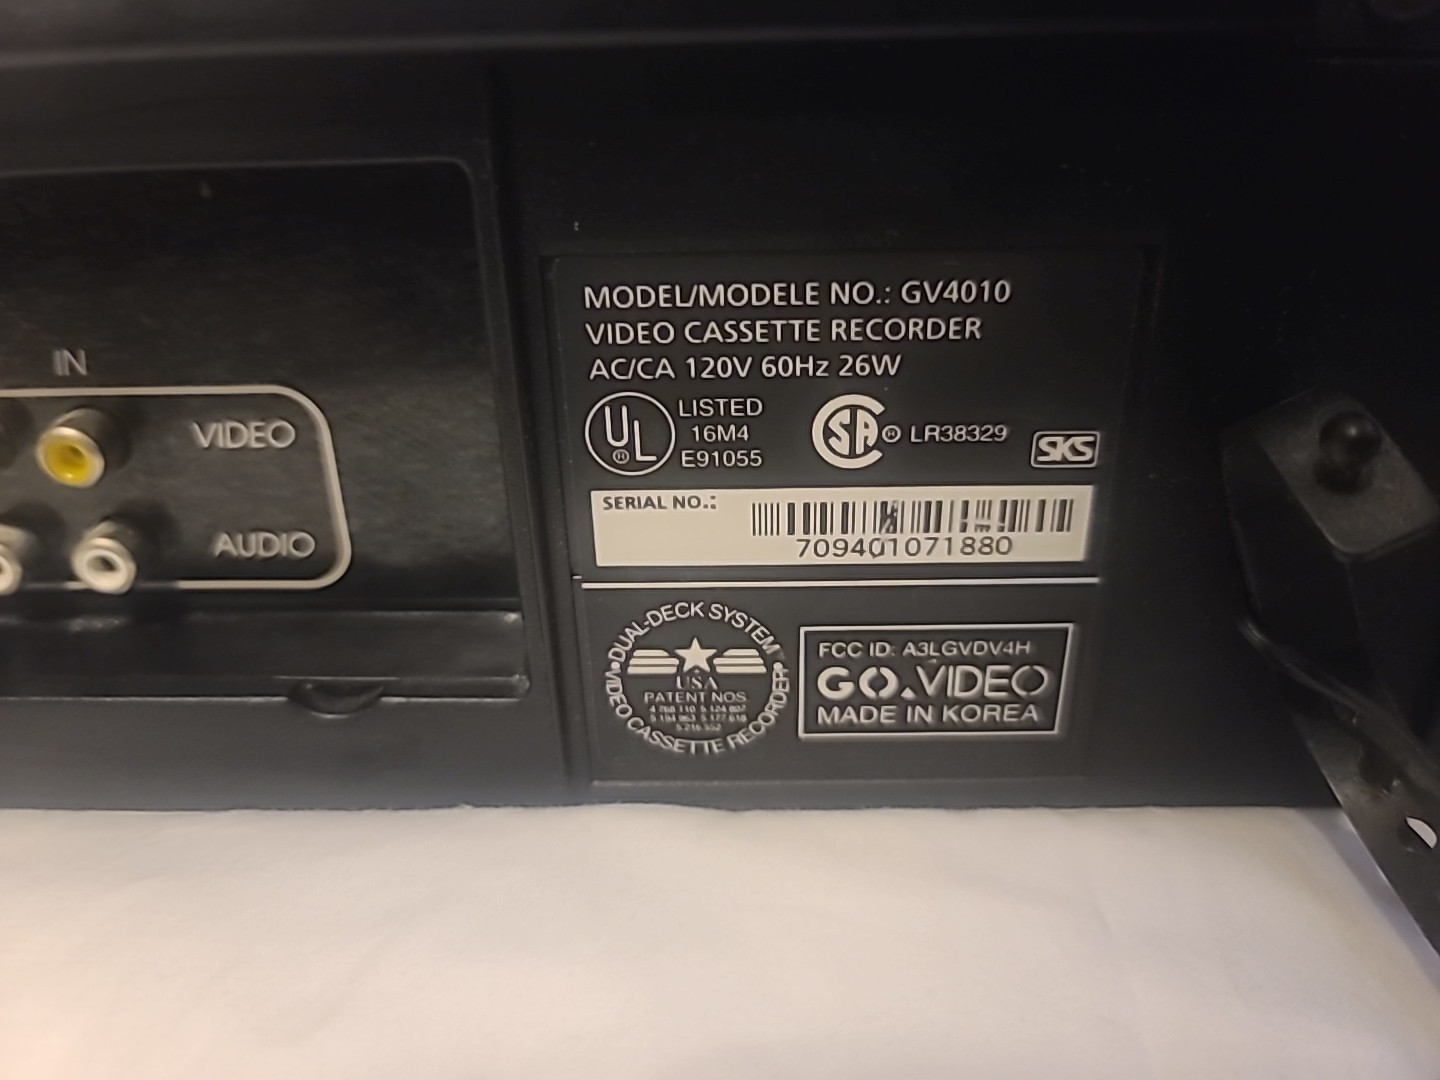 IN
VIDEO
AUDIO
MODEL/MODELE NO.: GV4010
VIDEO CASSETTE RECORDER
AC/CA 120V 60Hz 26W
UL
®
LISTED
16M4
E91055
SA ® LR38329
SKS
SERIAL NO.:
709401071880
•DUAL-DECK SYSTEM•
VIDEO CASSETTE RECORDER
USA
PATENT NOS
FCC ID: A3LGVDV4H
GO.VIDEO
MADE IN KOREA